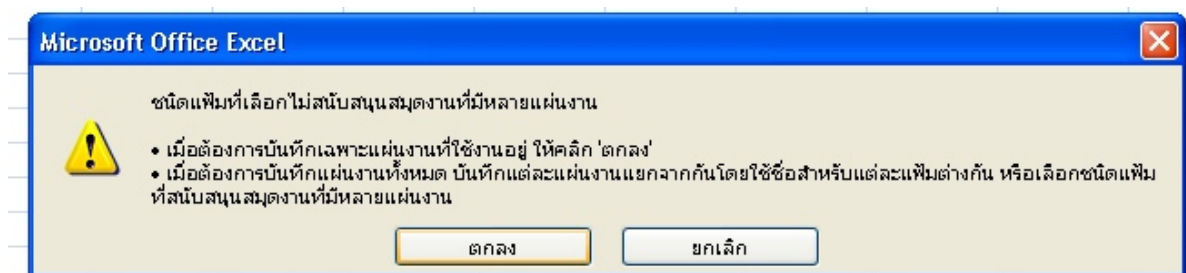 Microsoft Office Excel
ชนิดแฟ้มที่เลือกไม่สนับสนุนสมุดงานที่มีหลายแผ่นงาน
• เมื่อต้องการบันทึกเฉพาะแผ่นงานที่ใช้งานอยู่ ให้คลิก 'ตกลง'
• เมื่อต้องการบันทึกแผ่นงานทั้งหมด บันทึกแต่ละแผ่นงานแยกจากกันโดยใช้ชื่อสำหรับแต่ละแฟ้มต่างกัน หรือเลือกชนิดแฟ้ม
ที่สนับสนุนสมุดงานที่มีหลายแผ่นงาน
ตกลง ยกเลิก